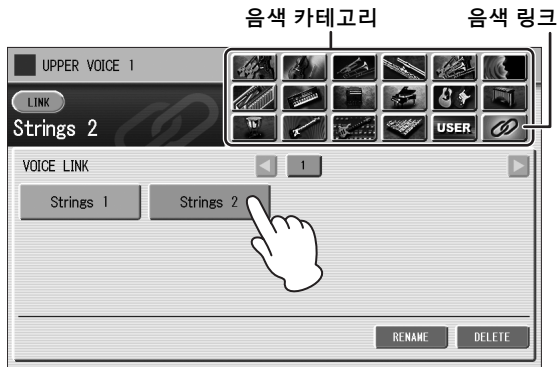 음색 카테고리 음색 링크
UPPER VOICE 1
LINK
Strings 2
USER
VOICE LINK 1
Strings 1 Strings 2
RENAME DELETE